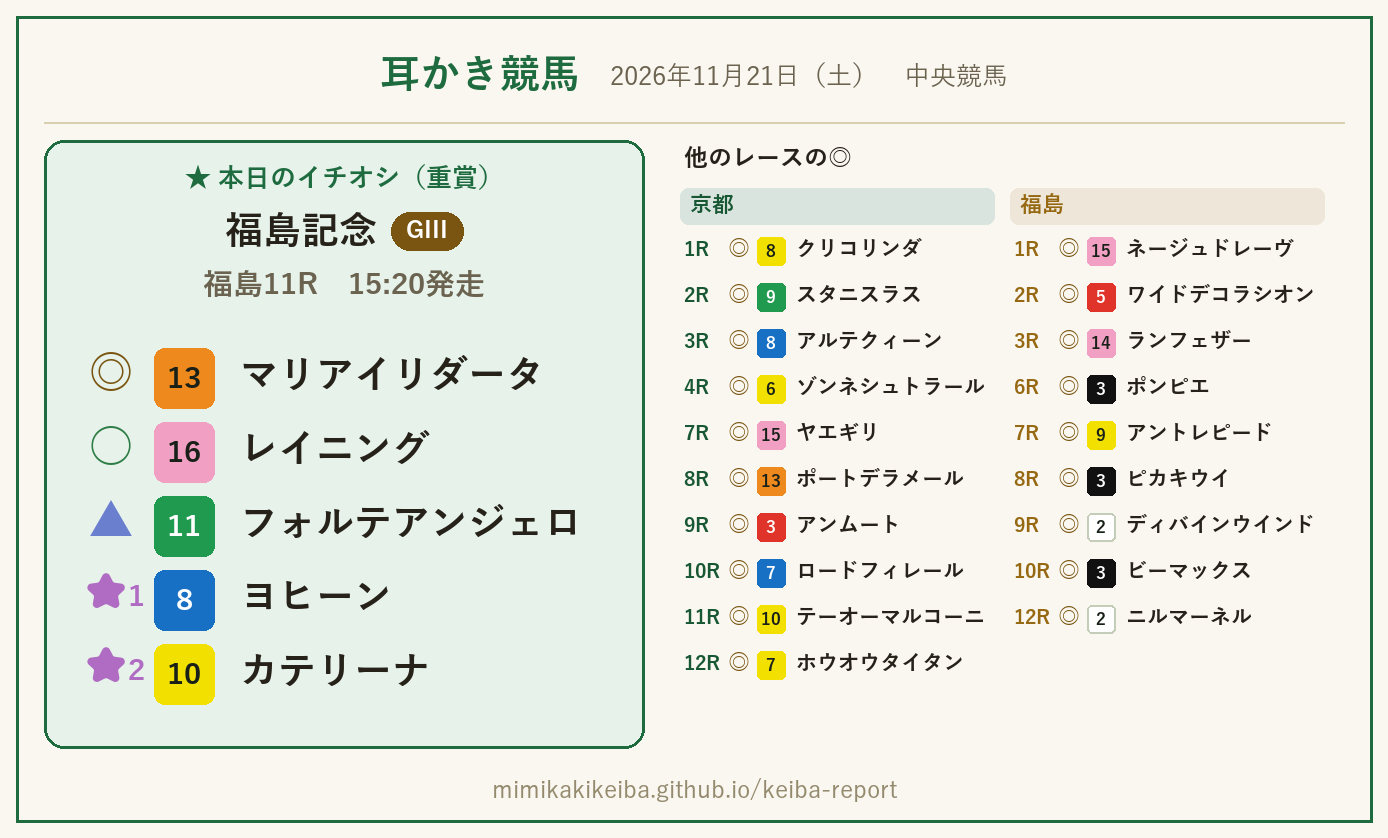 耳かき競馬 2026年11月21日（土） 中央競馬
★ 本日のイチオシ（重賞）
福島記念 GIII
福島11R 15:20発走
◎ 13 マリアイリダータ
○ 16 レイニング
▲ 11 フォルテアンジェロ
★1 8 ヨヒーン
★2 10 カテリーナ
他のレースの◎
京都
1R ◎ 8 クリコリンダ
2R ◎ 9 スタニスラス
3R ◎ 8 アルテクィーン
4R ◎ 6 ゾンネシュトラール
7R ◎ 15 ヤエギリ
8R ◎ 13 ポートデラメール
9R ◎ 3 アンムート
10R ◎ 7 ロードフィレール
11R ◎ 10 テーオーマルコーニ
12R ◎ 7 ホウオウタイタン
福島
1R ◎ 15 ネージュドレーヴ
2R ◎ 5 ワイドデコラシオン
3R ◎ 14 ランフェザー
6R ◎ 3 ポンピエ
7R ◎ 9 アントレピード
8R ◎ 3 ピカキウイ
9R ◎ 2 ディバインウインド
10R ◎ 3 ビーマックス
12R ◎ 2 ニルマーネル
mimikakikeiba.github.io/keiba-report